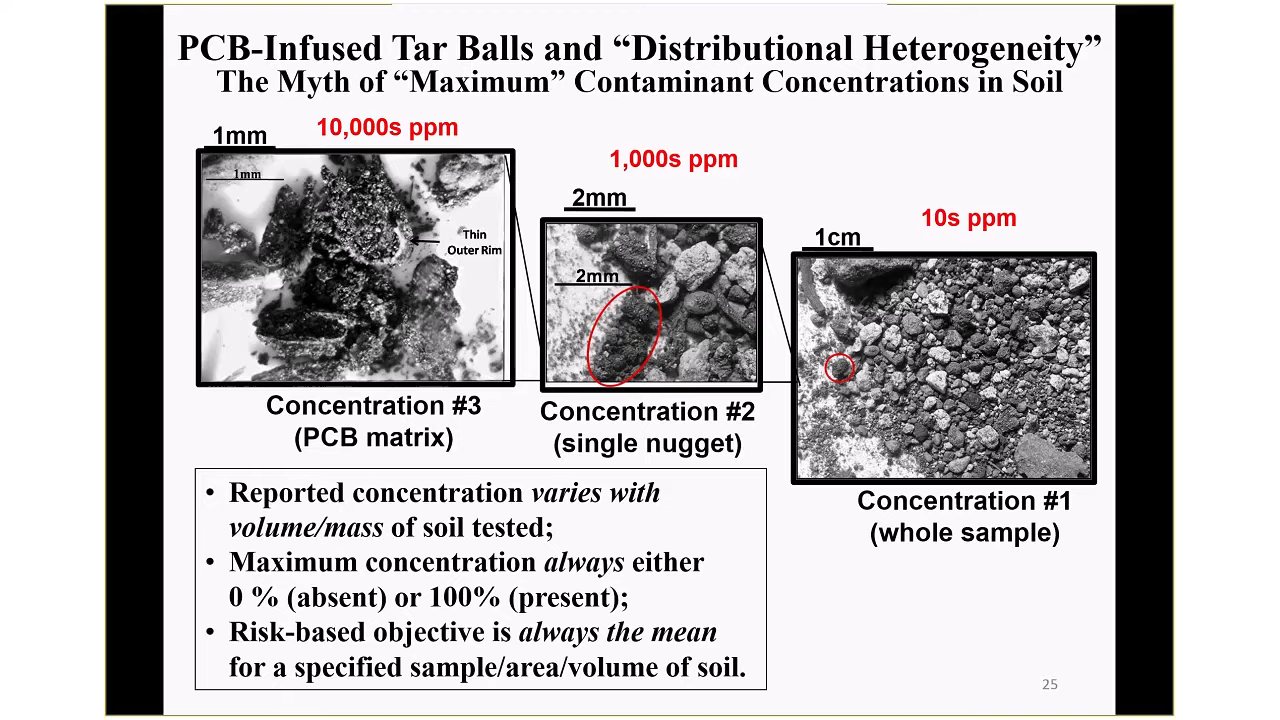 PCB-Infused Tar Balls and “Distributional Heterogeneity”
The Myth of “Maximum” Contaminant Concentrations in Soil
1mm
10,000s ppm
1mm
Thin
Outer Rim
Concentration #3
(PCB matrix)
1,000s ppm
2mm
2mm
Concentration #2
(single nugget)
10s ppm
1cm
Concentration #1
(whole sample)
• Reported concentration varies with
volume/mass of soil tested;
• Maximum concentration always either
0 % (absent) or 100% (present);
• Risk-based objective is always the mean
for a specified sample/area/volume of soil.
25